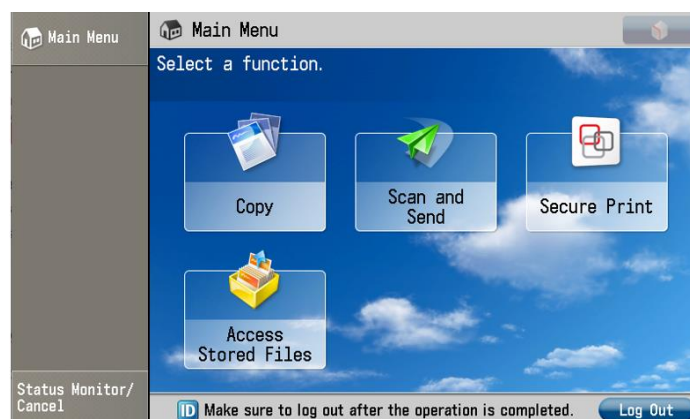 Main Menu
Main Menu
Select a function.
Copy
Scan and
Send
Secure Print
Access
Stored Files
Status Monitor/
Cancel
ID Make sure to log out after the operation is completed.
Log Out